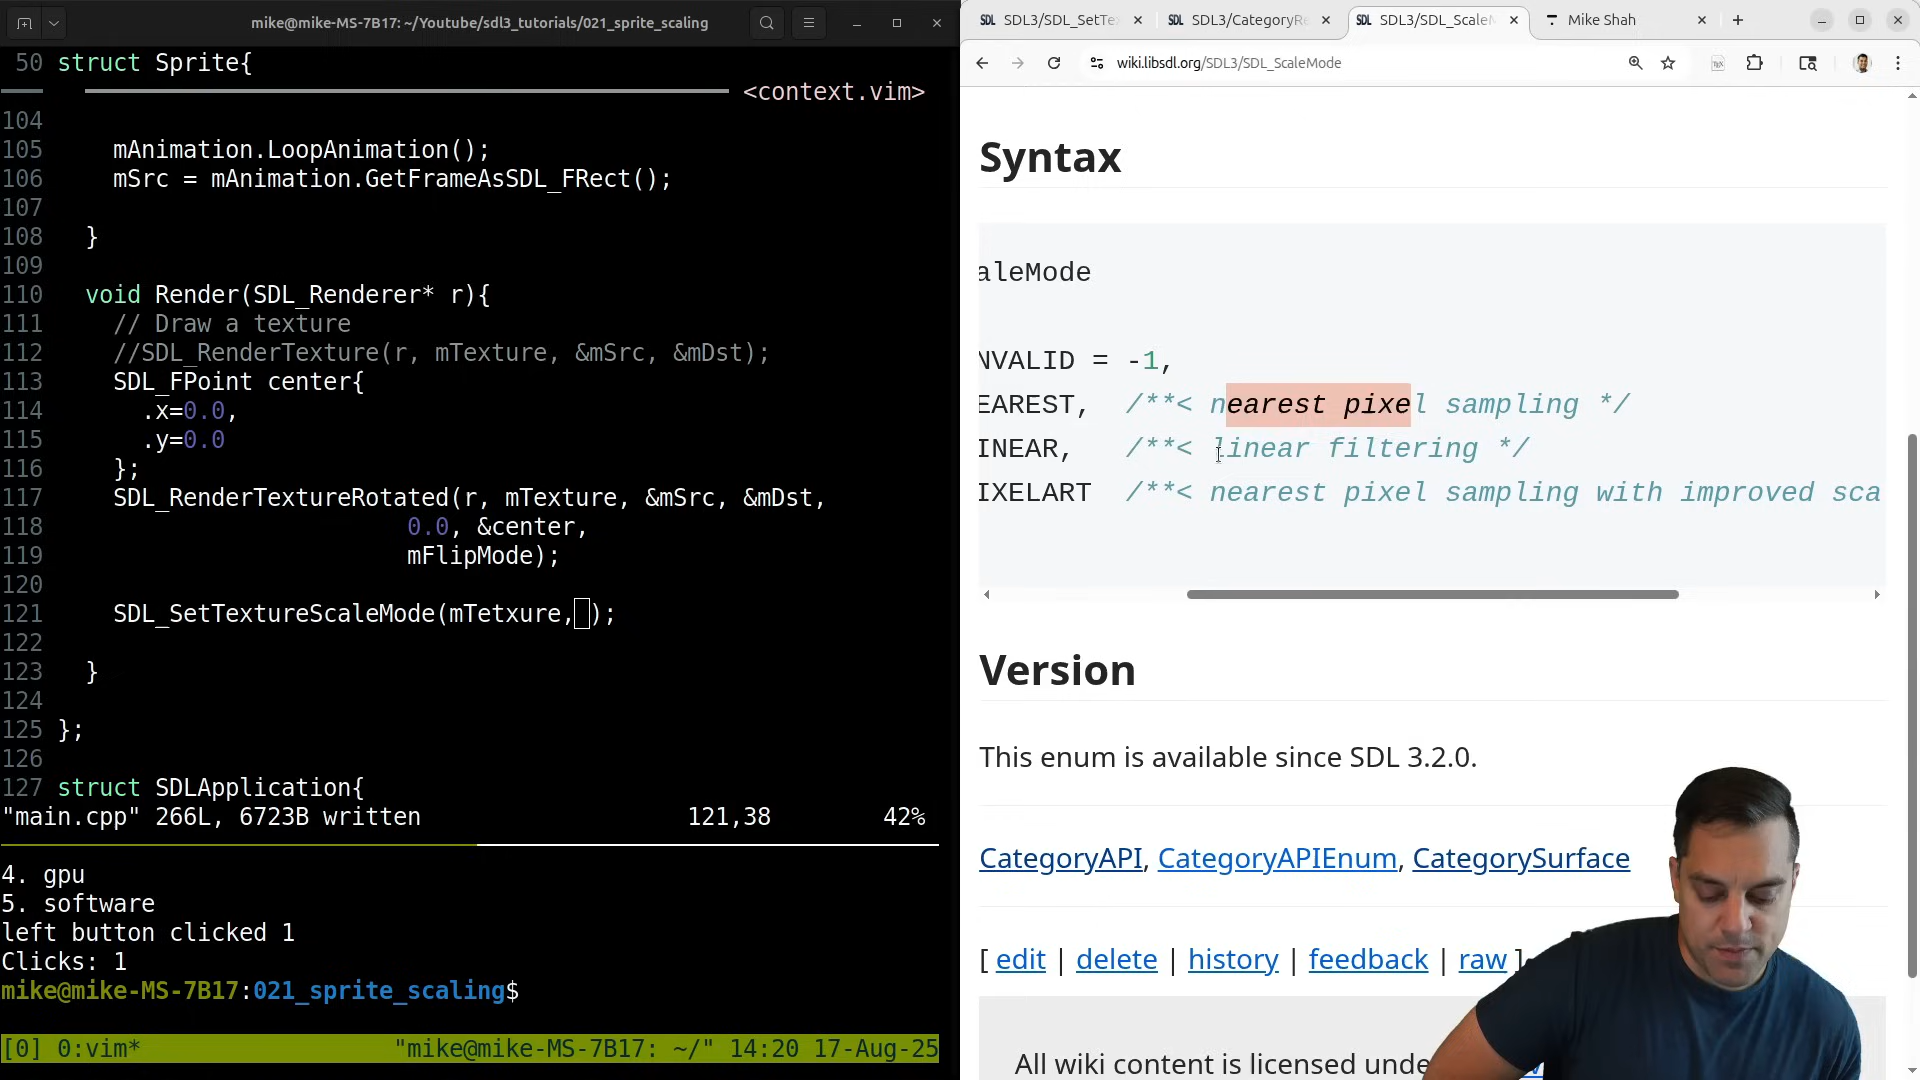 mike@mike-MS-7B17: ~/Youtube/sdl3_tutorials/021_sprite_scaling
50 struct Sprite{
<context.vim>
104
105 mAnimation.LoopAnimation();
106 mSrc = mAnimation.GetFrameAsSDL_FRect();
107
108 }
109
110 void Render(SDL_Renderer* r){
111 // Draw a texture
112 //SDL_RenderTexture(r, mTexture, &mSrc, &mDst);
113 SDL_FPoint center{
114 .x=0.0,
115 .y=0.0
116 };
117 SDL_RenderTextureRotated(r, mTexture, &mSrc, &mDst,
118 0.0, &center,
119 mFlipMode);
120
121 SDL_SetTextureScaleMode(mTetxure, );
122
123 }
124
125 };
126
127 struct SDLApplication{
"main.cpp" 266L, 6723B written 121,38 42%
4. gpu
5. software
left button clicked 1
Clicks: 1
mike@mike-MS-7B17:021_sprite_scaling$
[0] 0:vim* "mike@mike-MS-7B17: ~/" 14:20 17-Aug-25
SDL SDL3/SDL_SetTex SDL SDL3/CategoryRe SDL SDL3/SDL_ScaleM Mike Shah
wiki.libsdl.org/SDL3/SDL_ScaleMode
Syntax
aleMode
NVALID = -1,
EAREST, /**< nearest pixel sampling */
INEAR, /**< linear filtering */
IXELART /**< nearest pixel sampling with improved sca
Version
This enum is available since SDL 3.2.0.
CategoryAPI, CategoryAPIEnum, CategorySurface
[ edit | delete | history | feedback | raw ]
All wiki content is licensed unde